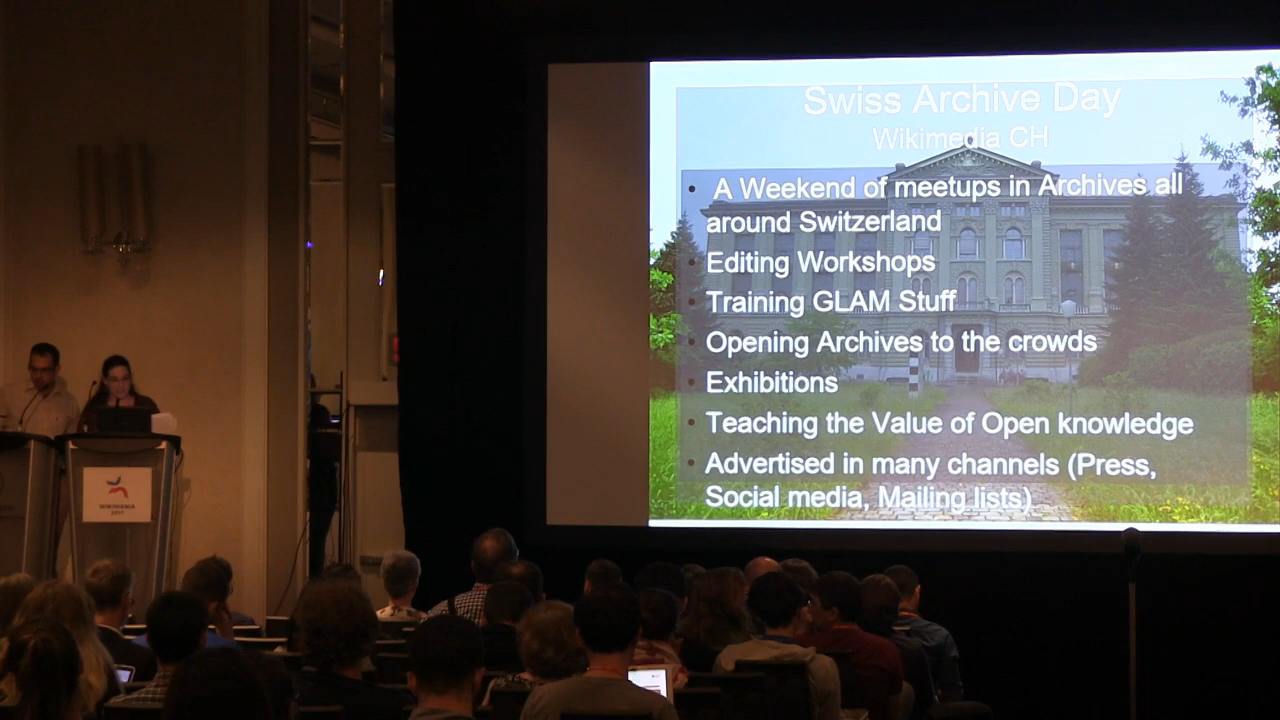 Swiss Archive Day
Wikimedia CH
• A Weekend of meetups in Archives all
around Switzerland
• Editing Workshops
• Training GLAM Stuff
• Opening Archives to the crowds
• Exhibitions
• Teaching the Value of Open knowledge
• Advertised in many channels (Press,
Social media, Mailing lists)
WIKIMANIA
2017